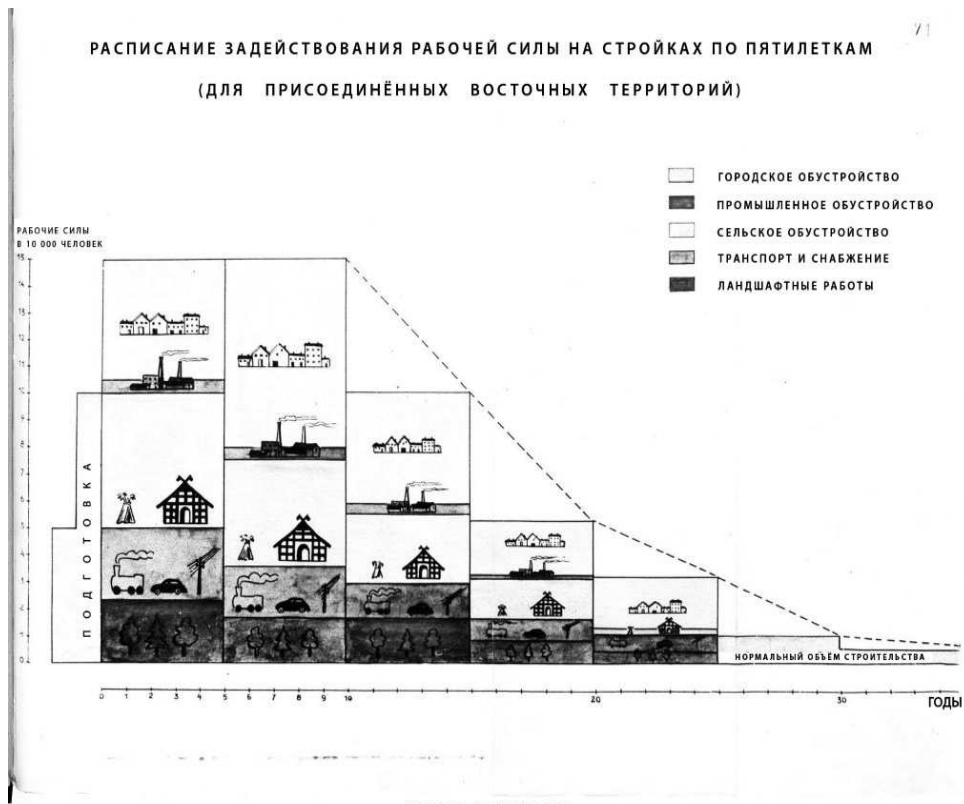 71
РАСПИСАНИЕ ЗАДЕЙСТВОВАНИЯ РАБОЧЕЙ СИЛЫ НА СТРОЙКАХ ПО ПЯТИЛЕТКАМ
(ДЛЯ ПРИСОЕДИНЁННЫХ ВОСТОЧНЫХ ТЕРРИТОРИЙ)
ГОРОДСКОЕ ОБУСТРОЙСТВО
ПРОМЫШЛЕННОЕ ОБУСТРОЙСТВО
СЕЛЬСКОЕ ОБУСТРОЙСТВО
ТРАНСПОРТ И СНАБЖЕНИЕ
ЛАНДШАФТНЫЕ РАБОТЫ
РАБОЧИЕ СИЛЫ
В 10 000 ЧЕЛОВЕК
15
14
13
12
11
10
9
8
7
6
5
4
3
2
1
0
ПОДГОТОВКА
НОРМАЛЬНЫЙ ОБЪЁМ СТРОИТЕЛЬСТВА
0 1 2 3 4 5 6 7 8 9 10 20 30 ГОДЫ